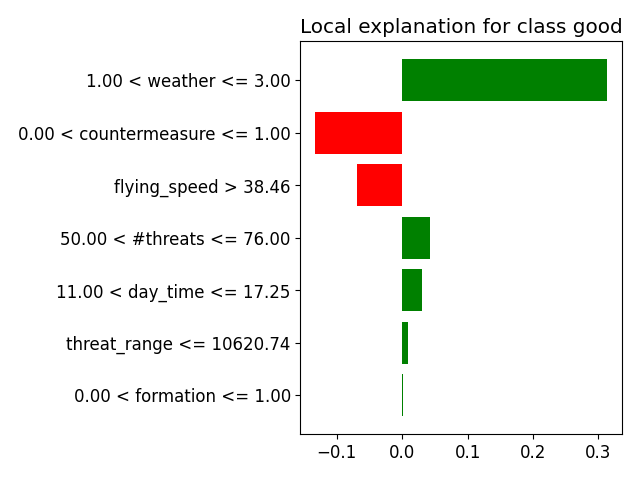 Local explanation for class good
1.00 < weather <= 3.00
0.00 < countermeasure <= 1.00
flying_speed > 38.46
50.00 < #threats <= 76.00
11.00 < day_time <= 17.25
threat_range <= 10620.74
0.00 < formation <= 1.00
−0.1 0.0 0.1 0.2 0.3